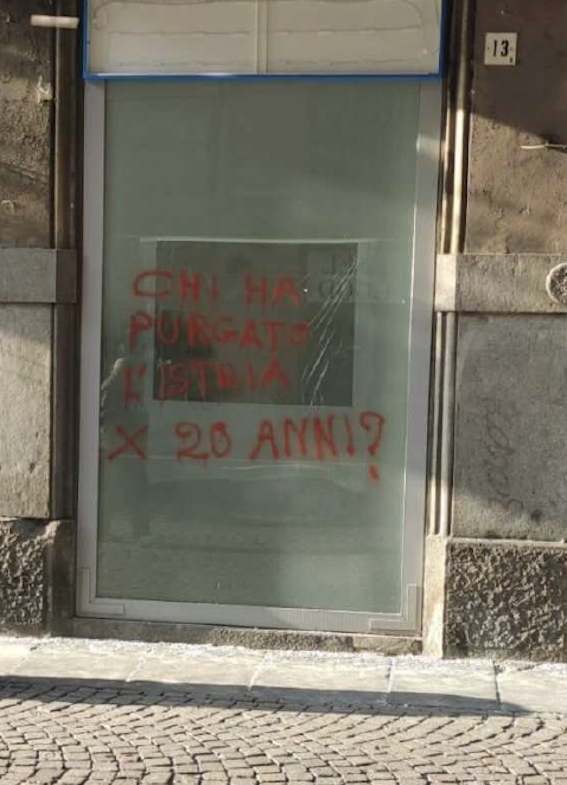 13
CHI HA
PURGATO
L'ISTRIA
X 20 ANNI?